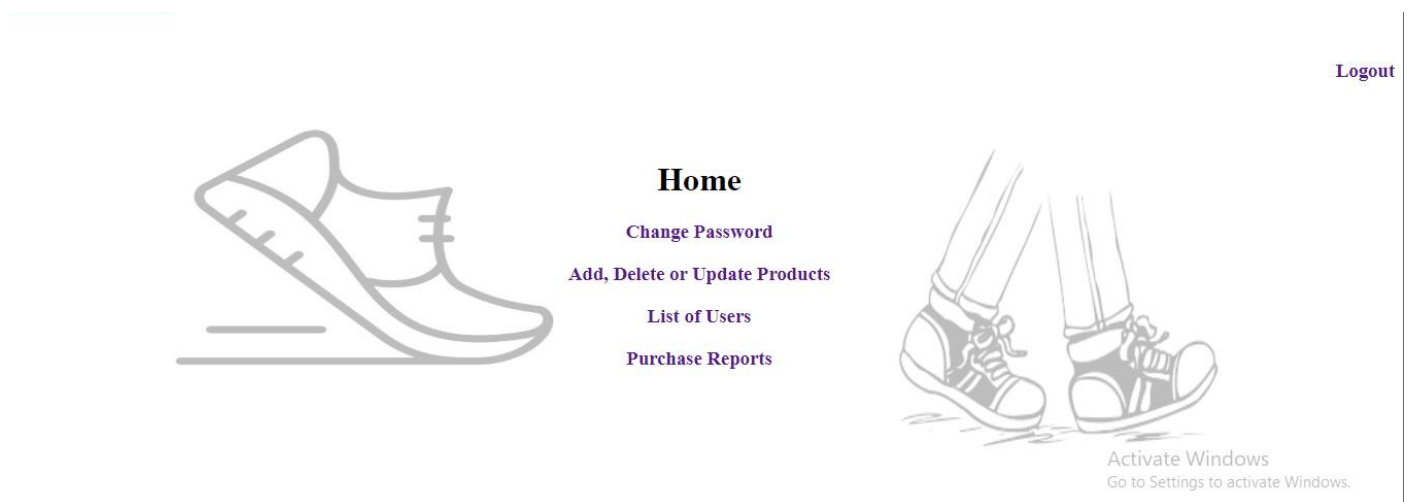 Logout
Home
Change Password
Add, Delete or Update Products
List of Users
Purchase Reports
Activate Windows
Go to Settings to activate Windows.